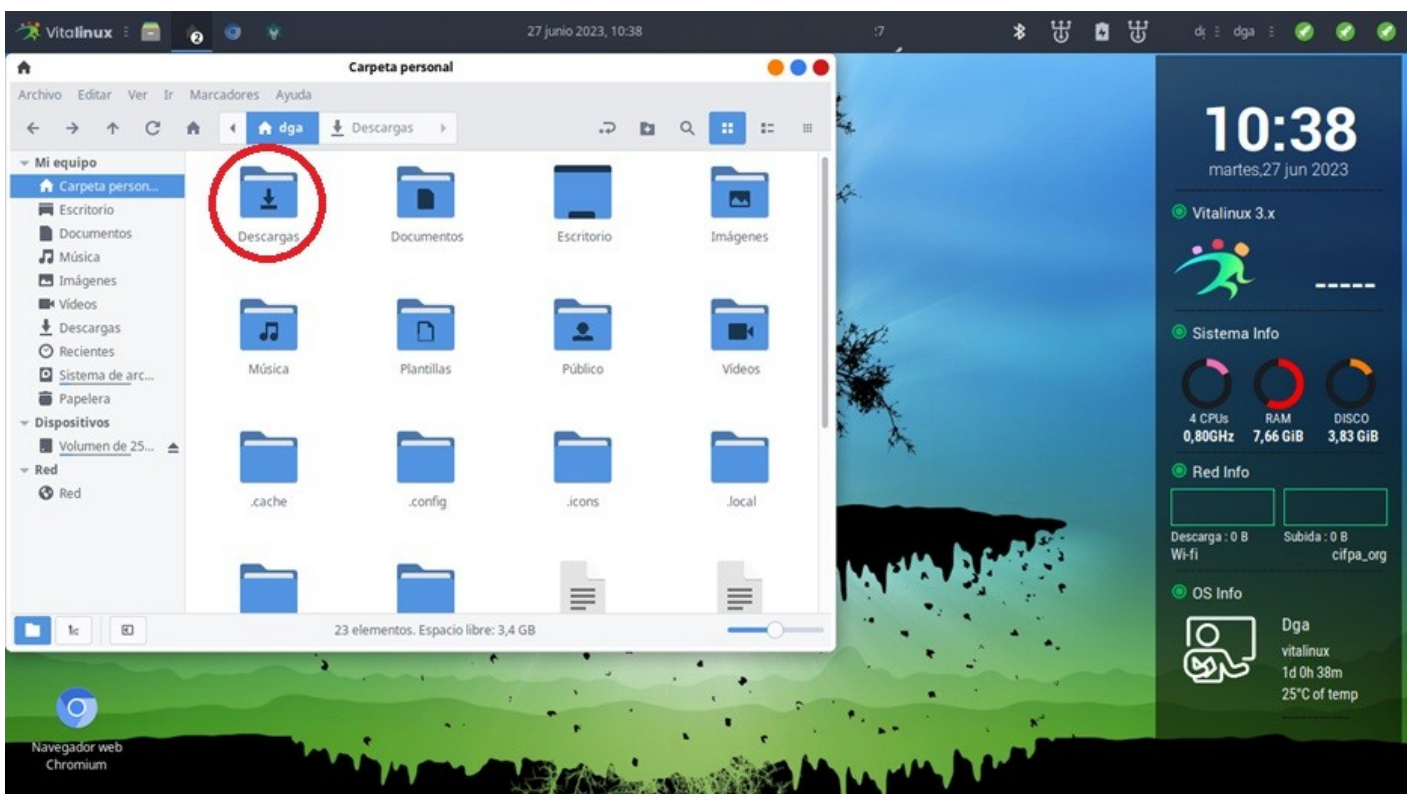 Vitalinux
2
27 junio 2023, 10:38
:7
dga
Carpeta personal
Archivo Editar Ver Ir Marcadores Ayuda
dga
Descargas
Mi equipo
Carpeta person...
Escritorio
Documentos
Música
Imágenes
Vídeos
Descargas
Recientes
Sistema de arc...
Papelera
Dispositivos
Volumen de 25...
Red
Red
Descargas Documentos Escritorio Imágenes
Música Plantillas Público Vídeos
.cache .config .icons .local
23 elementos. Espacio libre: 3,4 GB
Navegador web
Chromium
10:38
martes,27 jun 2023
Vitalinux 3.x
-----
Sistema Info
4 CPUs RAM DISCO
0,80GHz 7,66 GiB 3,83 GiB
Red Info
Descarga : 0 B Subida : 0 B
Wi-fi cifpa_org
OS Info
Dga
vitalinux
1d 0h 38m
25°C of temp